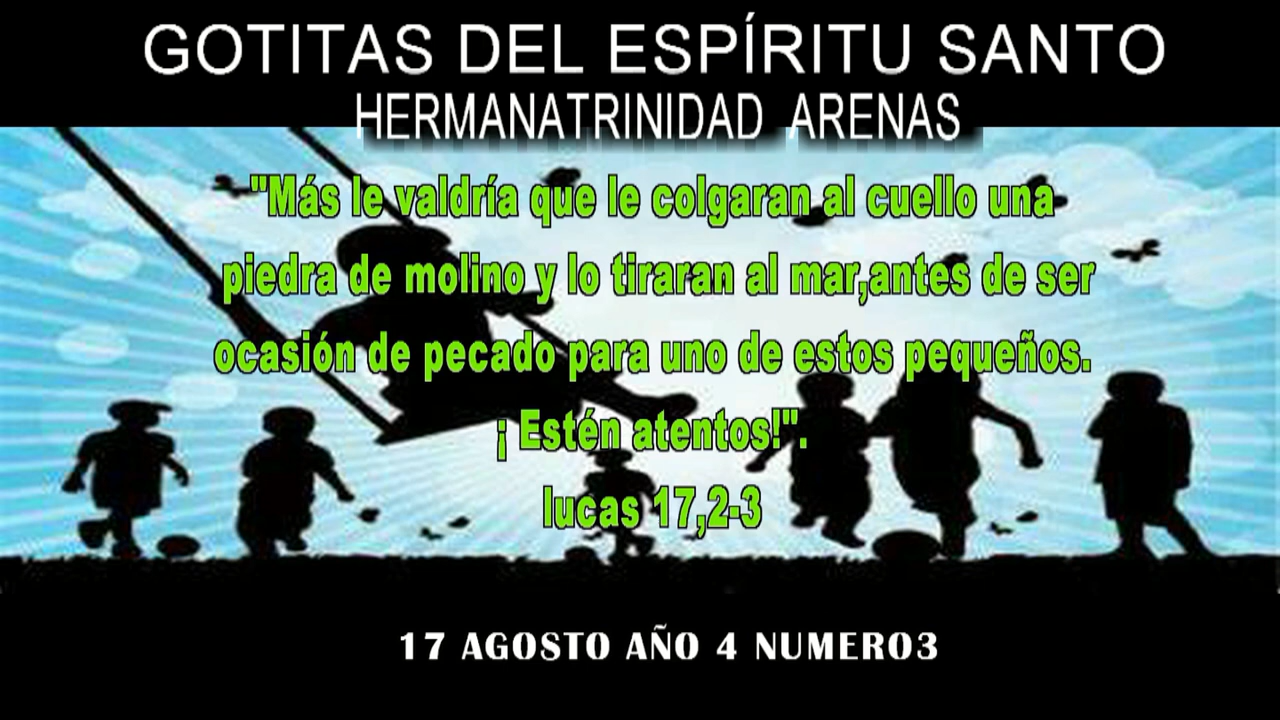 GOTITAS DEL ESPÍRITU SANTO
HERMANATRINIDAD ARENAS
"Más le valdría que le colgaran al cuello una
piedra de molino y lo tiraran al mar,antes de ser
ocasión de pecado para uno de estos pequeños.
¡ Estén atentos!".
lucas 17,2-3
17 AGOSTO AÑO 4 NUMERO3